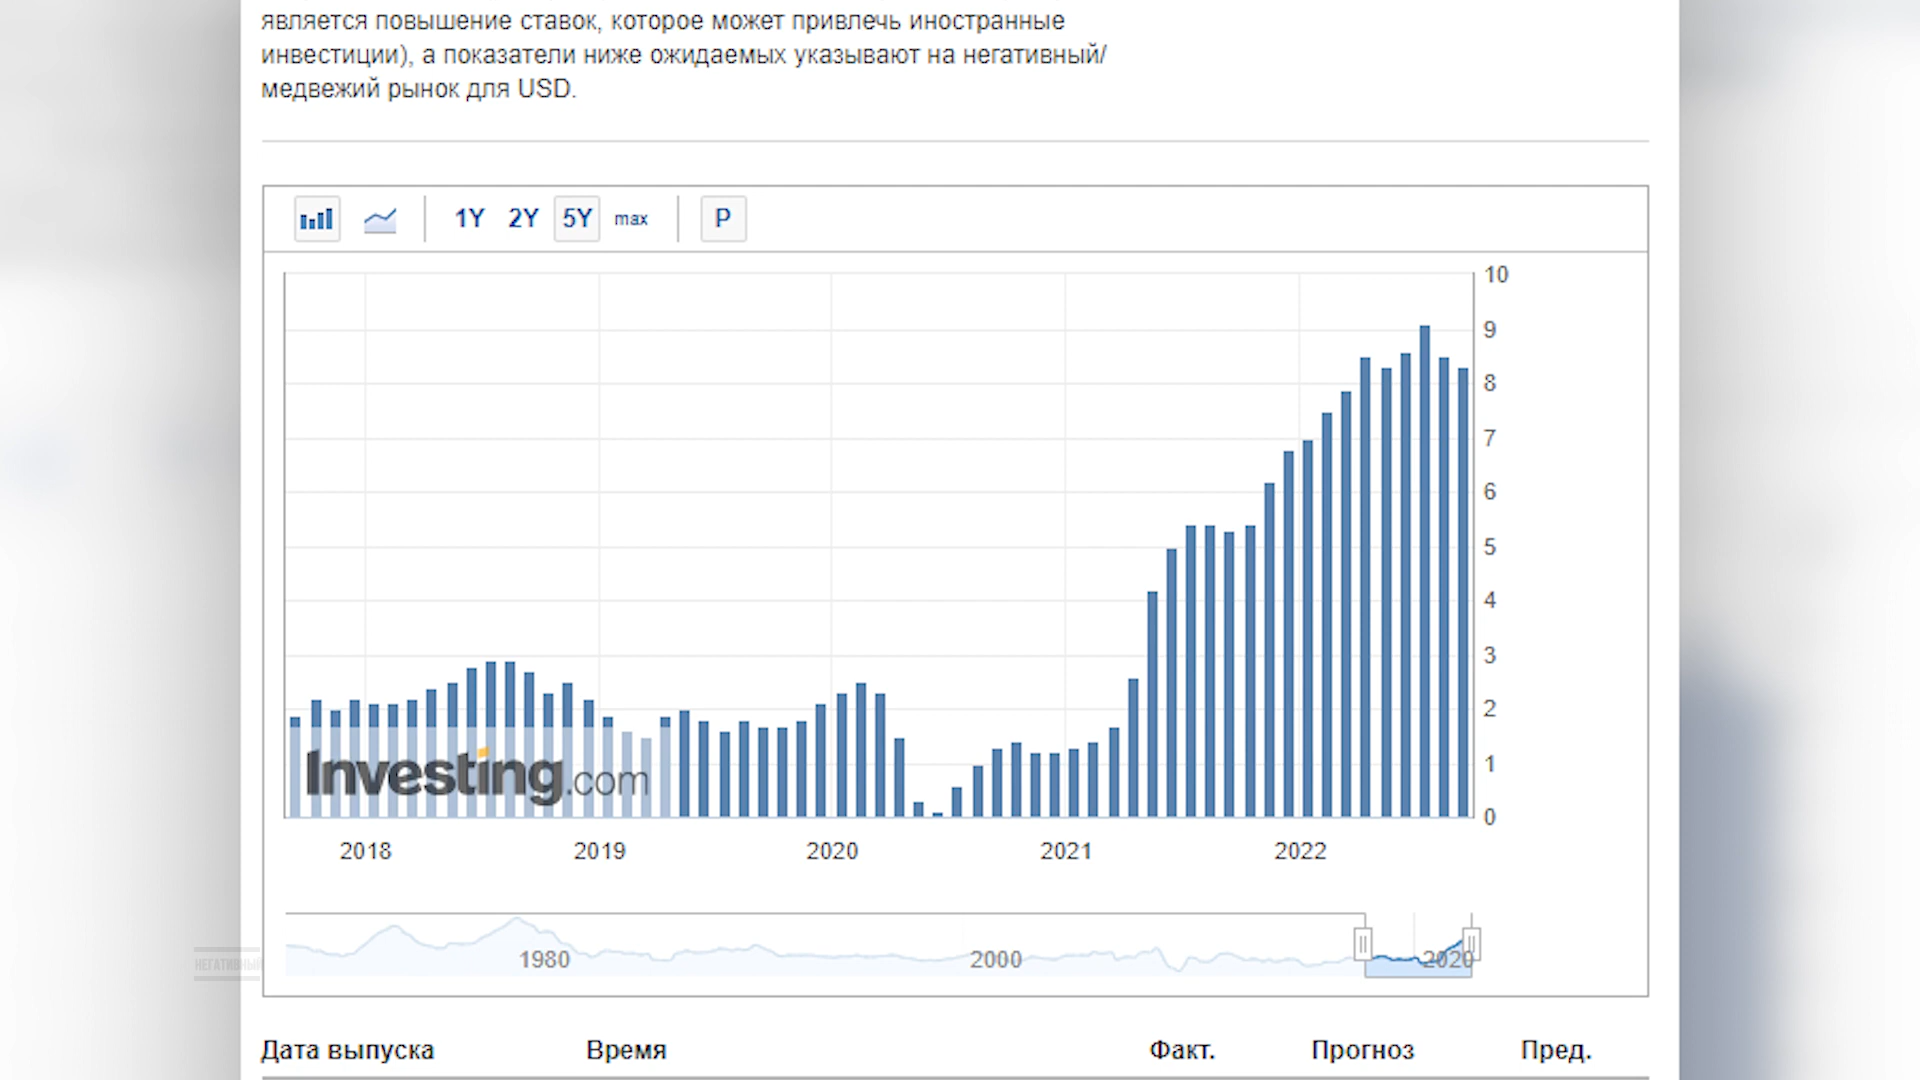 является повышение ставок, которое может привлечь иностранные
инвестиции), а показатели ниже ожидаемых указывают на негативный/
медвежий рынок для USD.
1Y 2Y 5Y max P
10
9
8
7
6
5
4
3
2
1
0
Investing.com
2018 2019 2020 2021 2022
1980 2000 2020
НЕГАТИВНЫЙ
Дата выпуска Время Факт. Прогноз Пред.